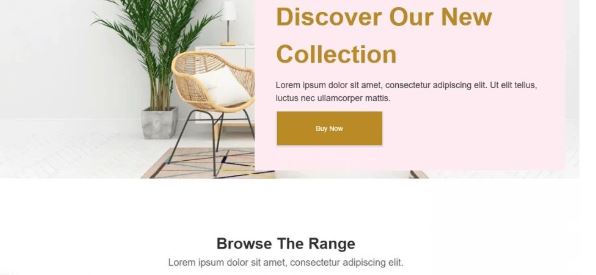 Discover Our New
Collection
Lorem ipsum dolor sit amet, consectetur adipiscing elit. Ut elit tellus,
luctus nec ullamcorper mattis.
Buy Now
Browse The Range
Lorem ipsum dolor sit amet, consectetur adipiscing elit.